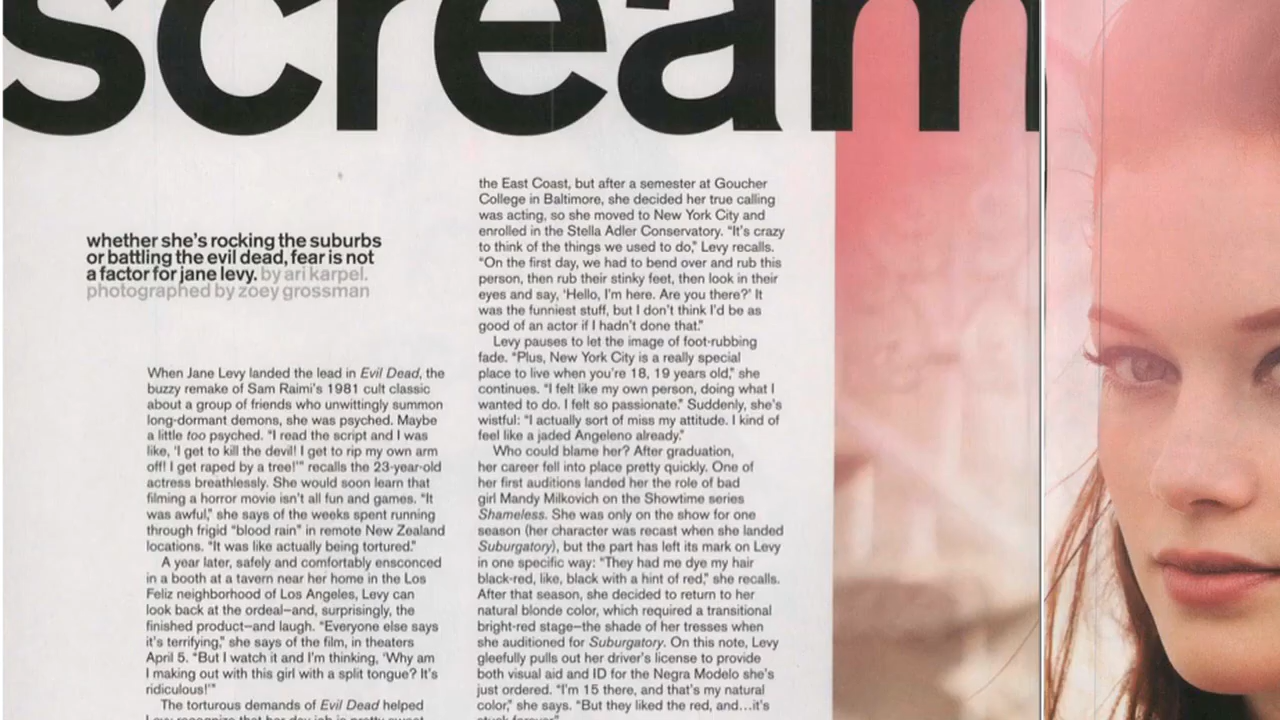 scream
whether she's rocking the suburbs
or battling the evil dead, fear is not
a factor for jane levy. by ari karpel.
photographed by zoey grossman
When Jane Levy landed the lead in Evil Dead, the
buzzy remake of Sam Raimi's 1981 cult classic
about a group of friends who unwittingly summon
long-dormant demons, she was psyched. Maybe
a little too psyched. "I read the script and I was
like, 'I get to kill the devil! I get to rip my own arm
off! I get raped by a tree!'" recalls the 23-year-old
actress breathlessly. She would soon learn that
filming a horror movie isn't all fun and games. "It
was awful," she says of the weeks spent running
through frigid "blood rain" in remote New Zealand
locations. "It was like actually being tortured."
A year later, safely and comfortably ensconced
in a booth at a tavern near her home in the Los
Feliz neighborhood of Los Angeles, Levy can
look back at the ordeal—and, surprisingly, the
finished product—and laugh. "Everyone else says
it's terrifying," she says of the film, in theaters
April 5. "But I watch it and I'm thinking, 'Why am
I making out with this girl with a split tongue? It's
ridiculous!'"
The torturous demands of Evil Dead helped
Levy recognize that her day job is pretty sweet
the East Coast, but after a semester at Goucher
College in Baltimore, she decided her true calling
was acting, so she moved to New York City and
enrolled in the Stella Adler Conservatory. "It's crazy
to think of the things we used to do," Levy recalls.
"On the first day, we had to bend over and rub this
person, then rub their stinky feet, then look in their
eyes and say, 'Hello, I'm here. Are you there?' It
was the funniest stuff, but I don't think I'd be as
good of an actor if I hadn't done that."
Levy pauses to let the image of foot-rubbing
fade. "Plus, New York City is a really special
place to live when you're 18, 19 years old," she
continues. "I felt like my own person, doing what I
wanted to do. I felt so passionate." Suddenly, she's
wistful: "I actually sort of miss my attitude. I kind of
feel like a jaded Angeleno already."
Who could blame her? After graduation,
her career fell into place pretty quickly. One of
her first auditions landed her the role of bad
girl Mandy Milkovich on the Showtime series
Shameless. She was only on the show for one
season (her character was recast when she landed
Suburgatory), but the part has left its mark on Levy
in one specific way: "They had me dye my hair
black-red, like, black with a hint of red," she recalls.
After that season, she decided to return to her
natural blonde color, which required a transitional
bright-red stage—the shade of her tresses when
she auditioned for Suburgatory. On this note, Levy
gleefully pulls out her driver's license to provide
both visual aid and ID for the Negra Modelo she's
just ordered. "I'm 15 there, and that's my natural
color," she says. "But they liked the red, and…it's
stuck forever."